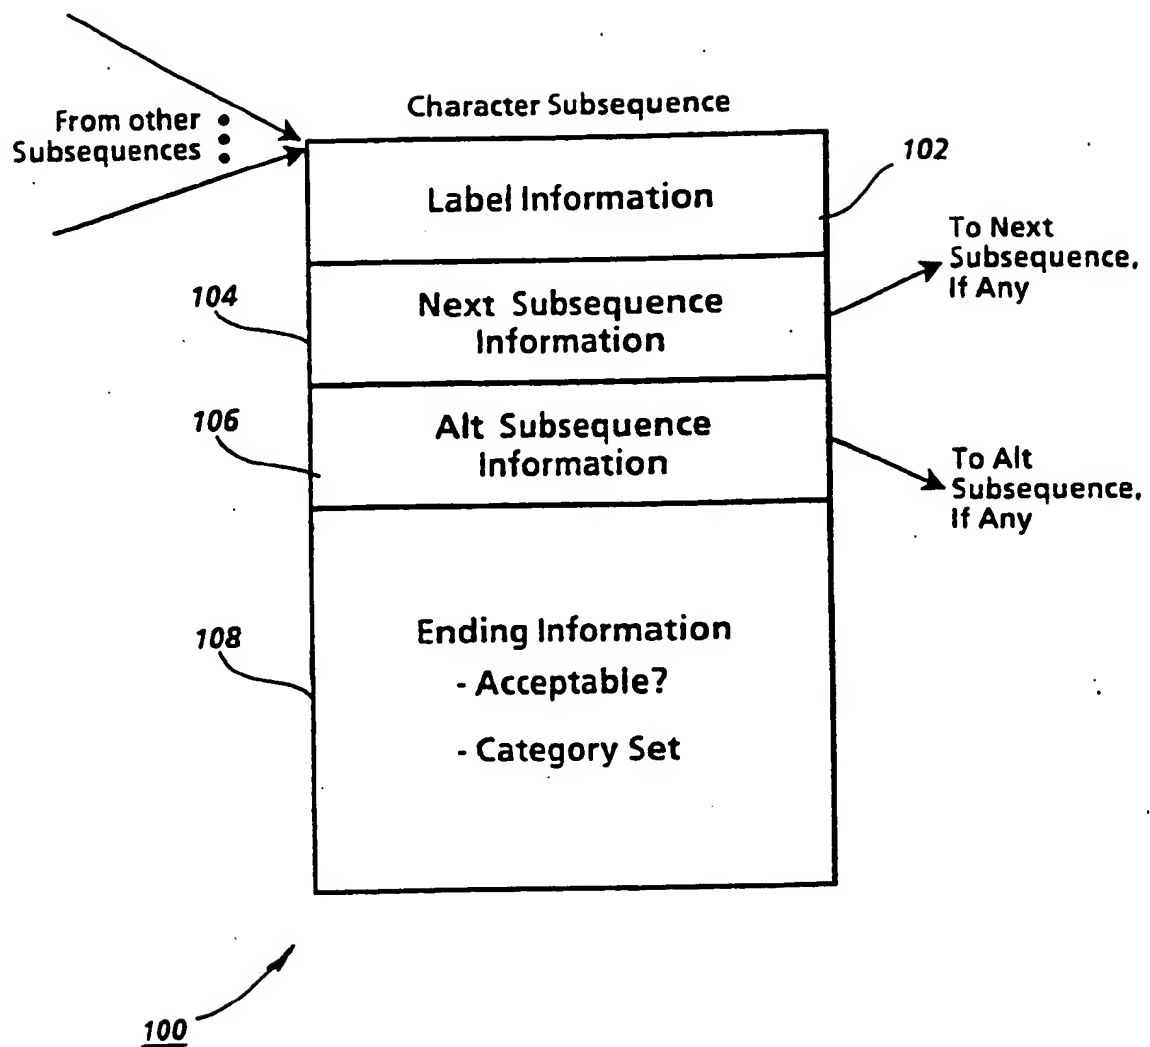 Character Subsequence
From other
Subsequences
102
Label Information
To Next
Subsequence,
If Any
104
Next Subsequence
Information
106
Alt Subsequence
Information
To Alt
Subsequence,
If Any
108
Ending Information
- Acceptable?
- Category Set
100